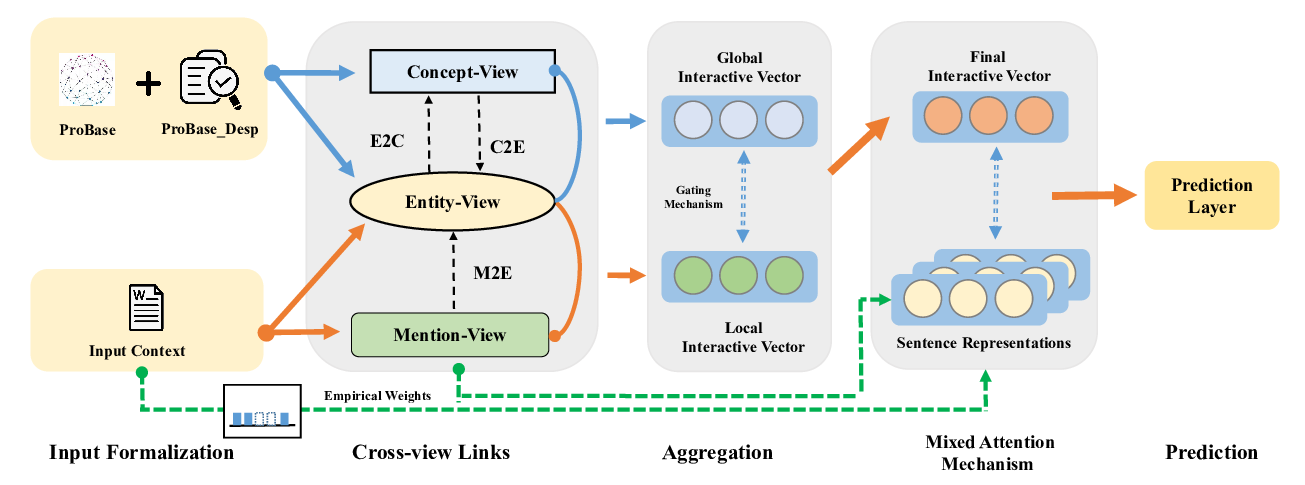 ProBase
ProBase_Desp
W
Input Context
Concept-View
E2C
C2E
Entity-View
M2E
Mention-View
Empirical Weights
Global
Interactive Vector
Gating
Mechanism
Local
Interactive Vector
Final
Interactive Vector
Sentence Representations
Prediction
Layer
Input Formalization
Cross-view Links
Aggregation
Mixed Attention
Mechanism
Prediction